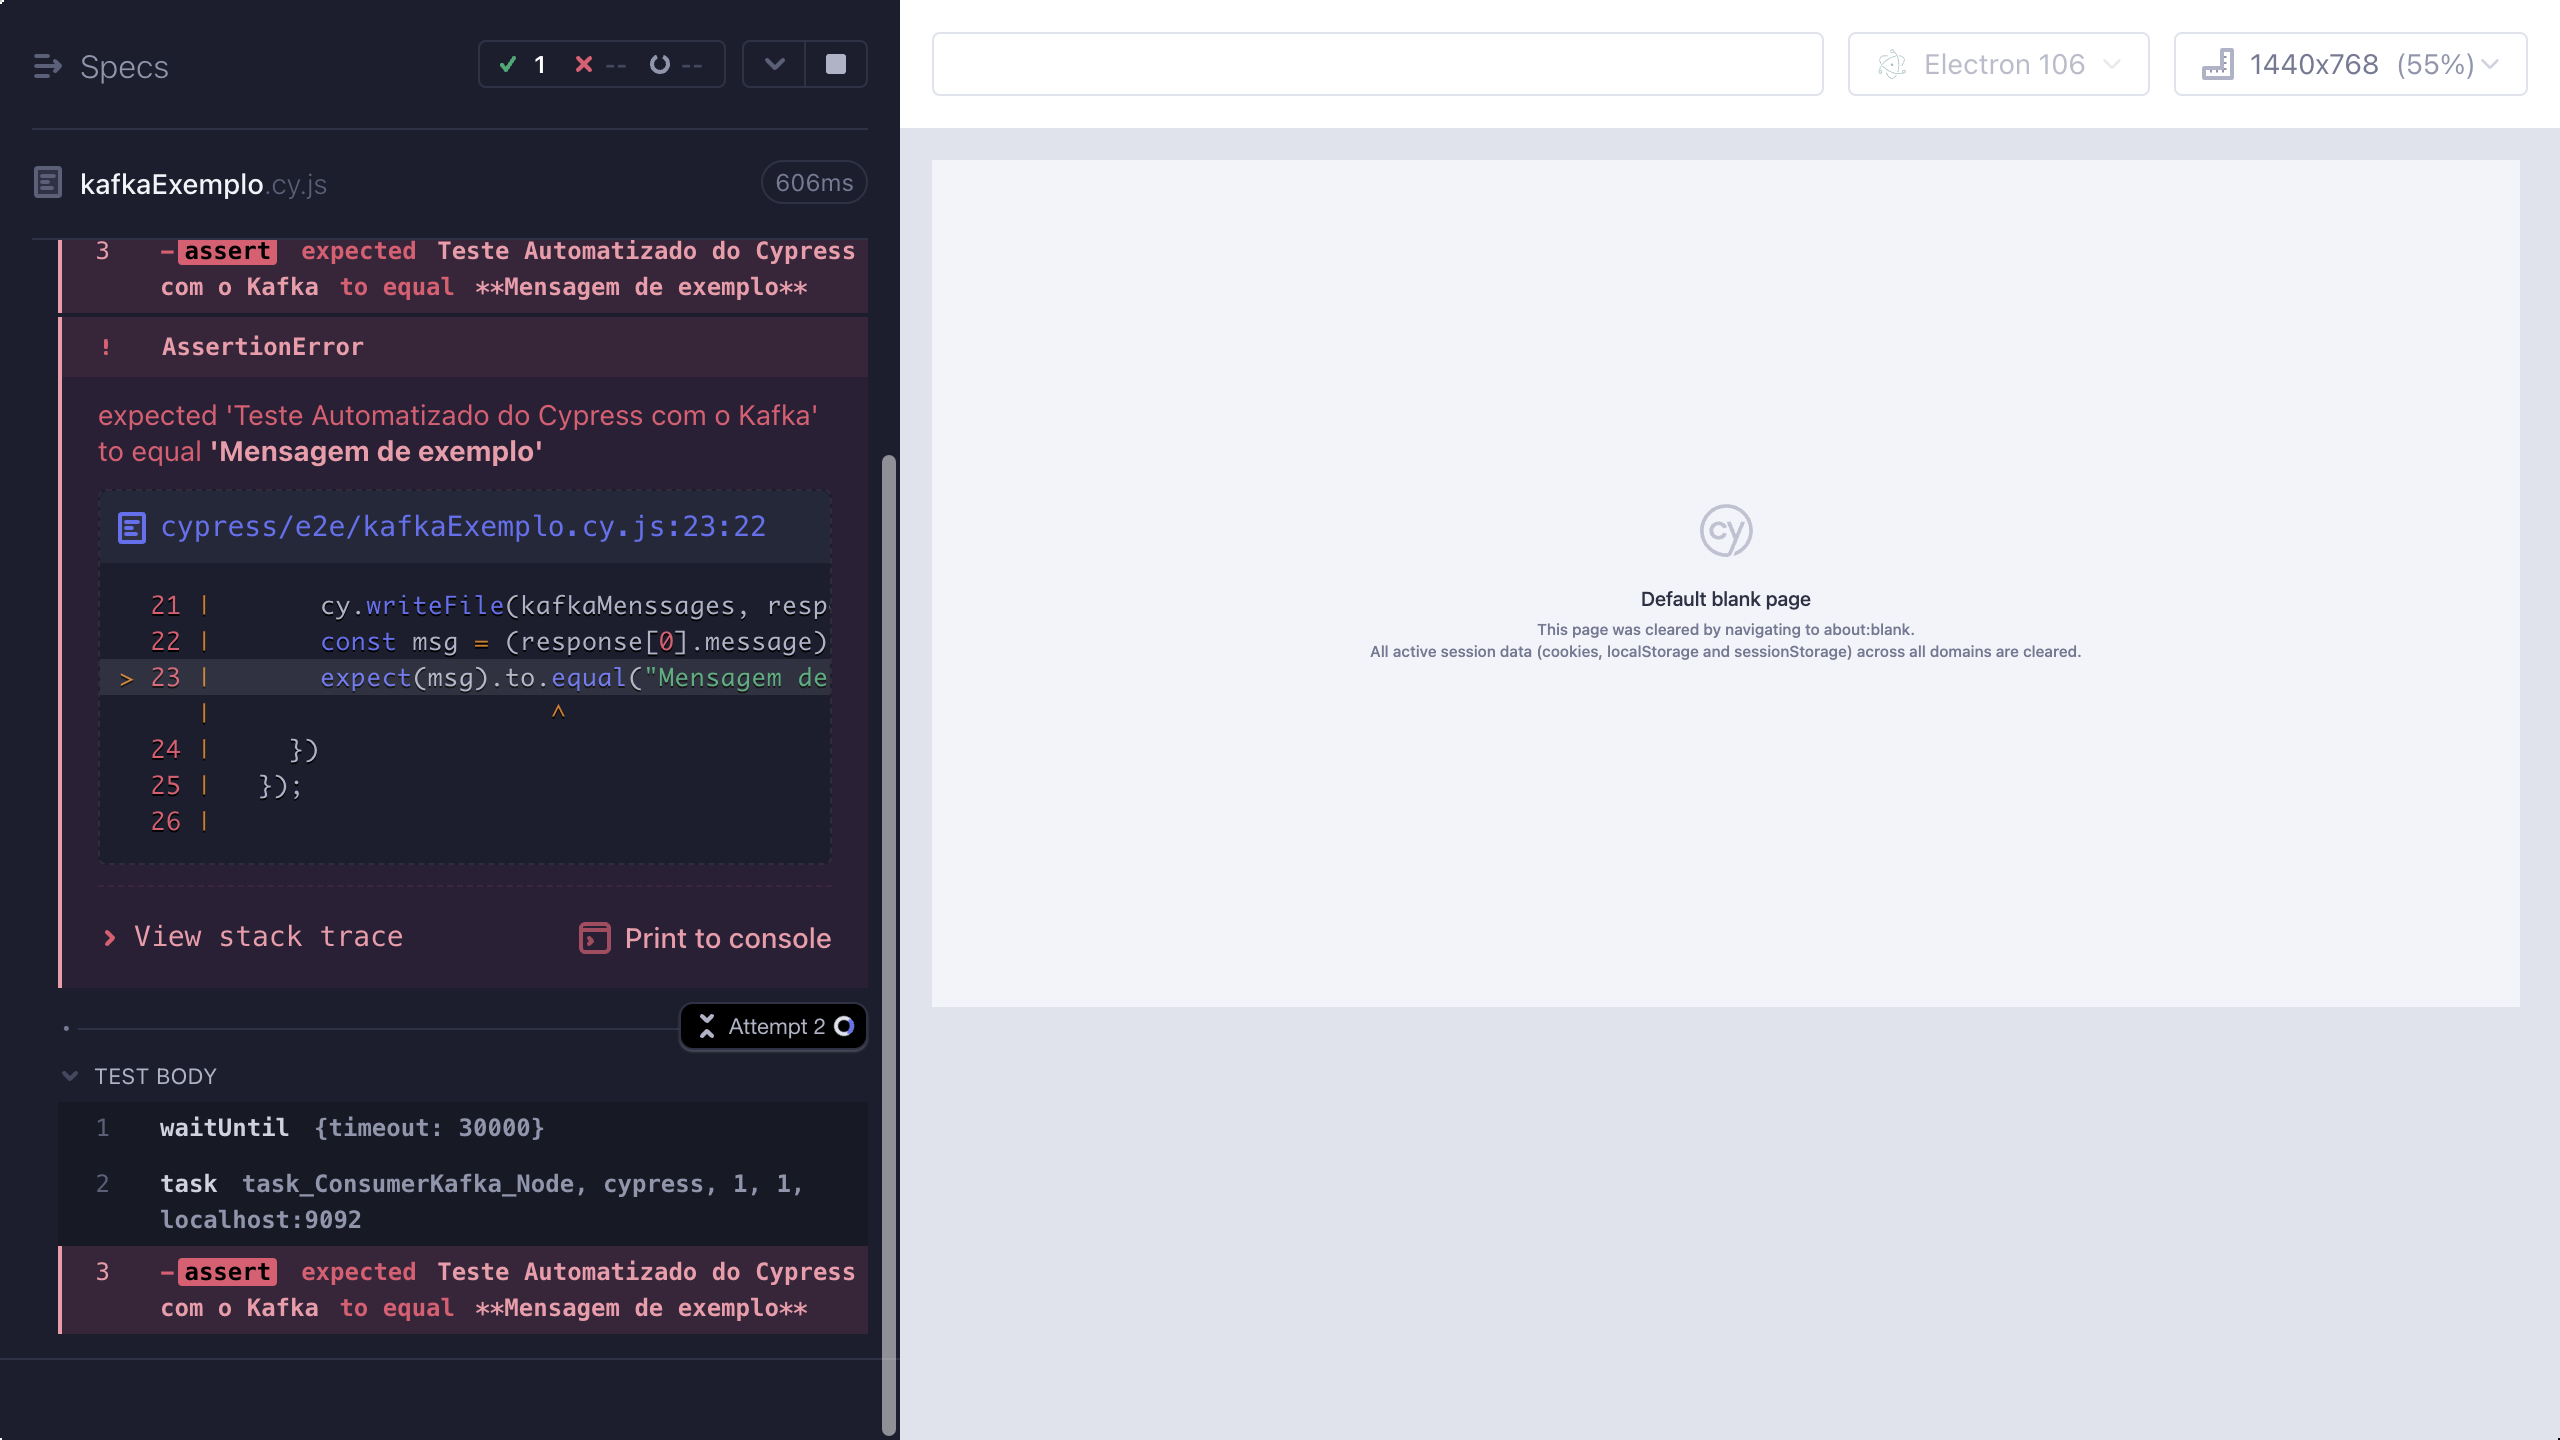 Specs
1 -- --
kafkaExemplo.cy.js 606ms
3 -assert expected Teste Automatizado do Cypress
com o Kafka to equal **Mensagem de exemplo**
! AssertionError
expected 'Teste Automatizado do Cypress com o Kafka'
to equal 'Mensagem de exemplo'
cypress/e2e/kafkaExemplo.cy.js:23:22
21 | cy.writeFile(kafkaMenssages, resp
22 | const msg = (response[0].message)
> 23 | expect(msg).to.equal("Mensagem de
| ^
24 | })
25 | });
26 |
View stack trace
Print to console
Attempt 2
TEST BODY
1 waitUntil {timeout: 30000}
2 task task_ConsumerKafka_Node, cypress, 1, 1,
localhost:9092
3 -assert expected Teste Automatizado do Cypress
com o Kafka to equal **Mensagem de exemplo**
Electron 106
1440x768 (55%)
cy
Default blank page
This page was cleared by navigating to about:blank.
All active session data (cookies, localStorage and sessionStorage) across all domains are cleared.